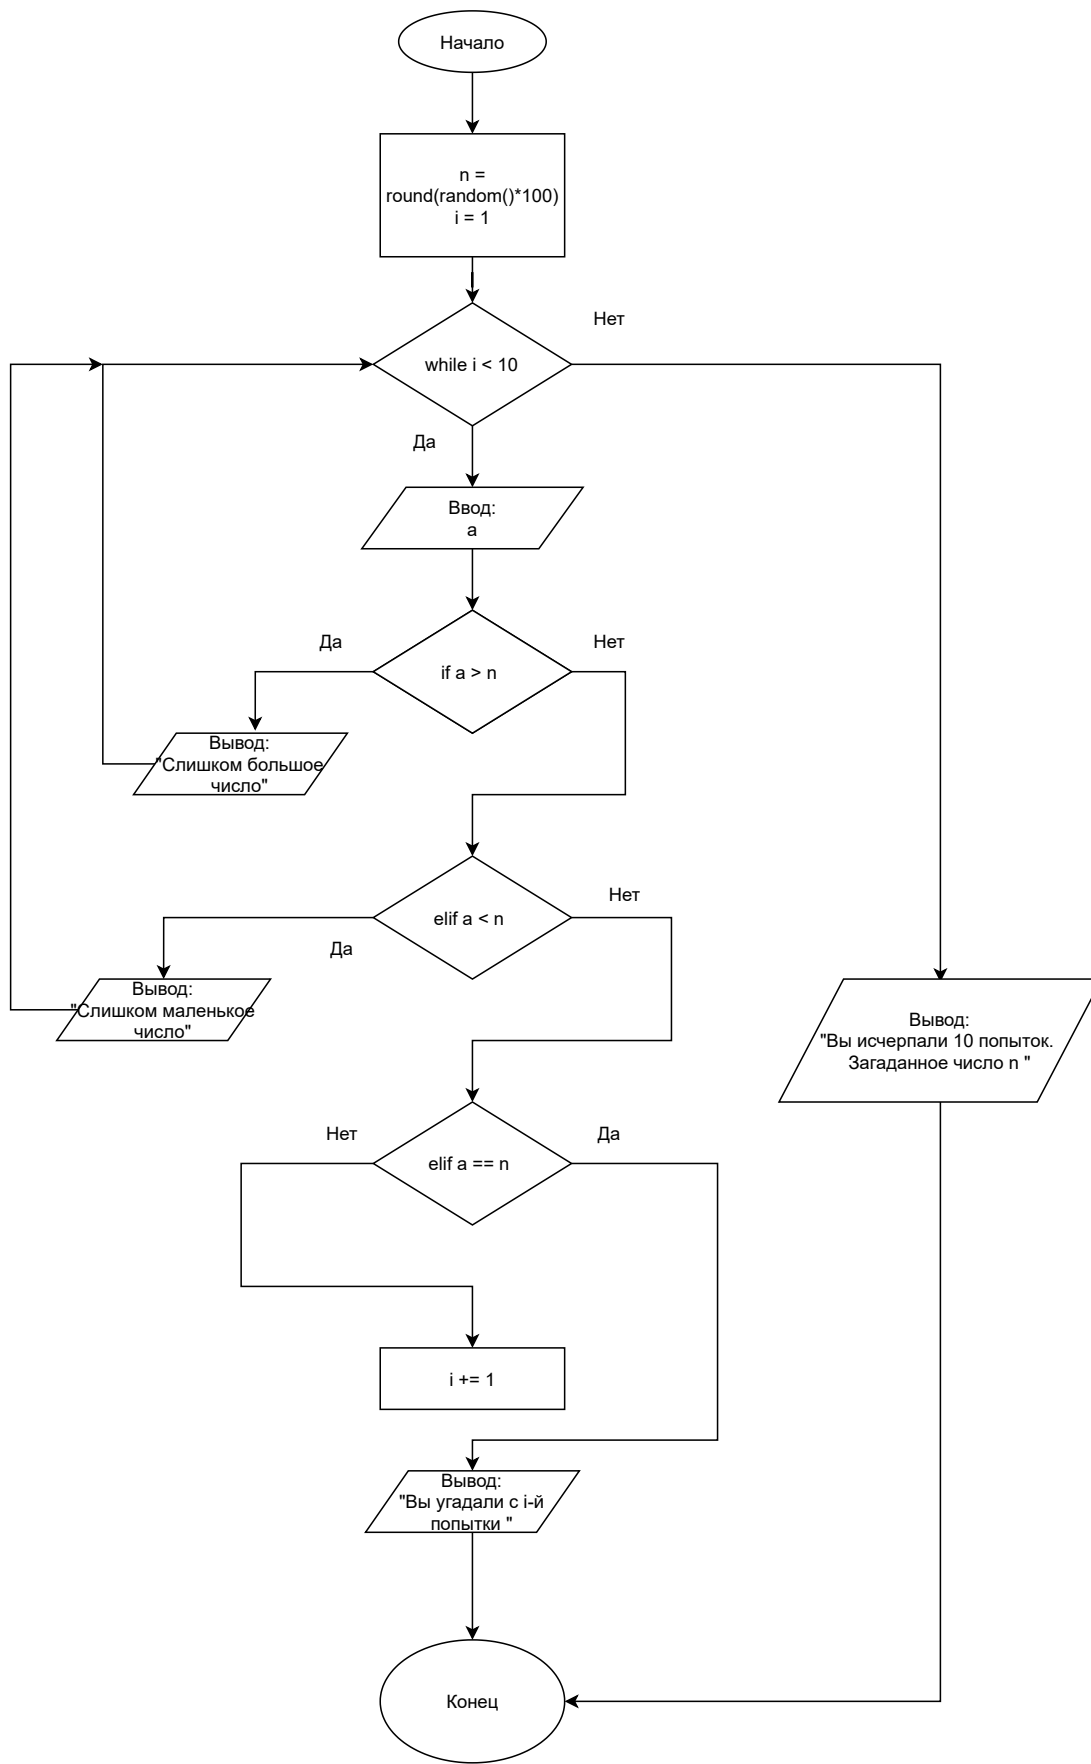 Начало
n =
round(random()*100)
i = 1
Нет
while i < 10
Да
Ввод:
a
Да
Нет
if a > n
Вывод:
"Слишком большое
число"
Нет
elif a < n
Да
Вывод:
"Слишком маленькое
число"
Вывод:
"Вы исчерпали 10 попыток.
Загаданное число n "
Нет
Да
elif a == n
i += 1
Вывод:
"Вы угадали с i-й
попытки "
Конец